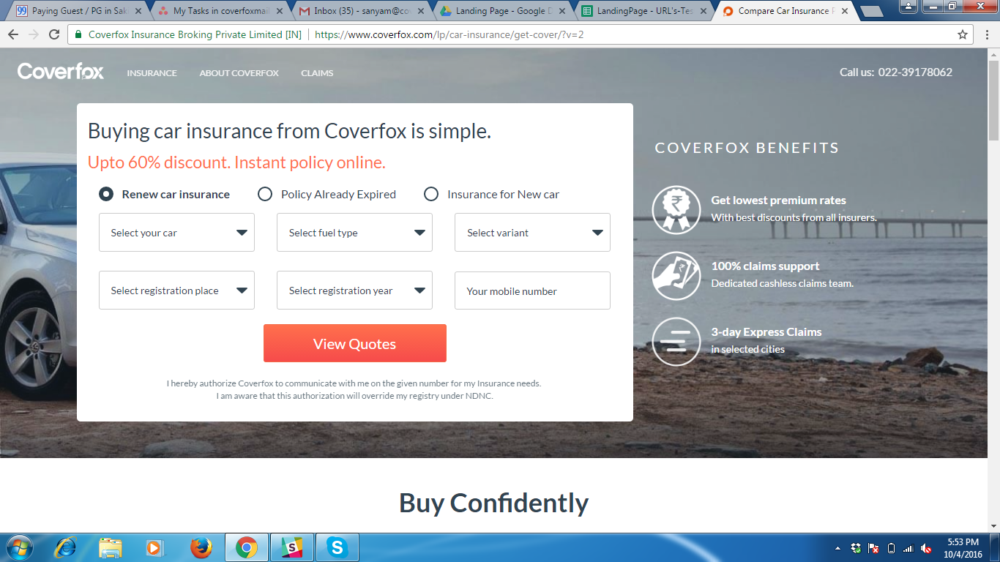 Paying Guest / PG in Sak
My Tasks in coverfoxmail
Inbox (35) - sanyam@co
Landing Page - Google D
LandingPage - URL's-Tes
Compare Car Insurance P
Coverfox Insurance Broking Private Limited [IN]
https://www.coverfox.com/lp/car-insurance/get-cover/?v=2
Coverfox
INSURANCE
ABOUT COVERFOX
CLAIMS
Call us: 022-39178062
Buying car insurance from Coverfox is simple.
Upto 60% discount. Instant policy online.
Renew car insurance
Policy Already Expired
Insurance for New car
Select your car
Select fuel type
Select variant
Select registration place
Select registration year
Your mobile number
View Quotes
I hereby authorize Coverfox to communicate with me on the given number for my Insurance needs.
I am aware that this authorization will override my registry under NDNC.
COVERFOX BENEFITS
Get lowest premium rates
With best discounts from all insurers.
100% claims support
Dedicated cashless claims team.
3-day Express Claims
in selected cities
Buy Confidently
5:53 PM
10/4/2016